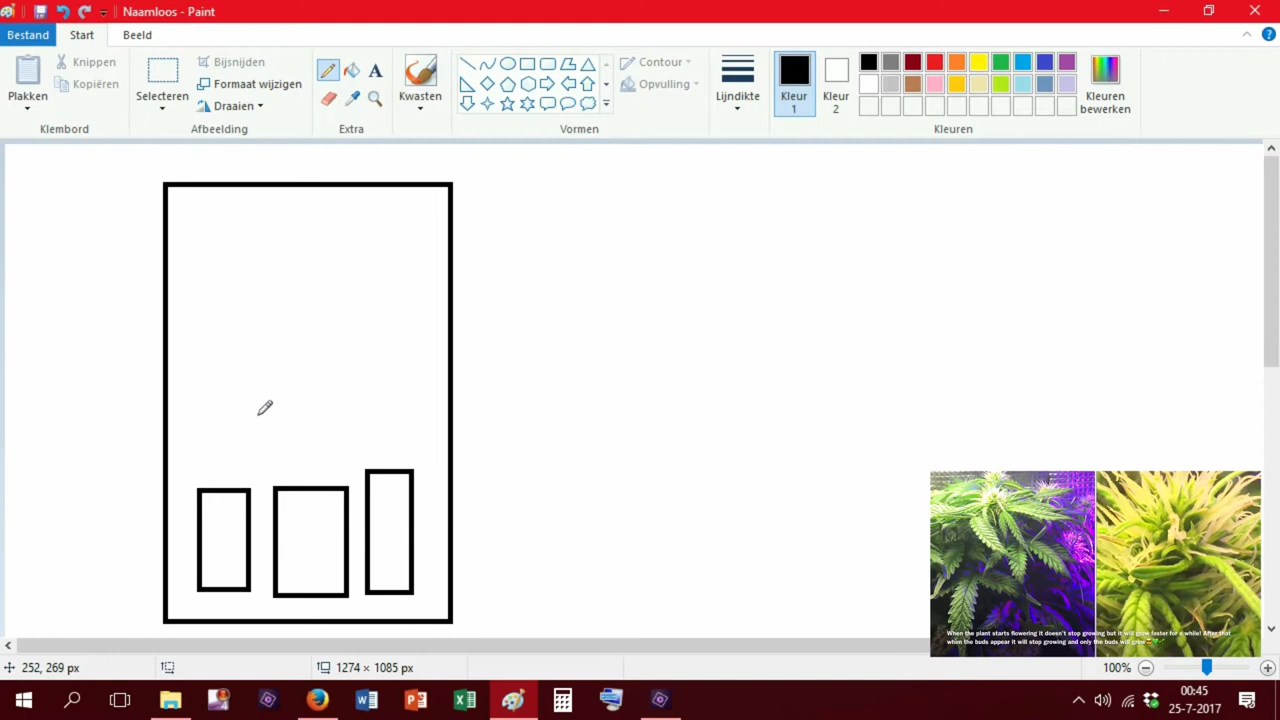 Naamloos - Paint
Bestand Start Beeld
Plakken
Knippen
Kopiëren
Klembord
Selecteren
Bijsnijden
Formaat wijzigen
Draaien
Afbeelding
A
Extra
Kwasten
Contour
Opvulling
Vormen
Lijndikte
Kleur 1
Kleur 2
Kleuren bewerken
Kleuren
When the plant starts flowering it doesn't stop growing but it will grow faster for a while! After that
when the buds appear it will stop growing and only the buds will grow
252, 269 px
1274 × 1085 px
100%
00:45
25-7-2017